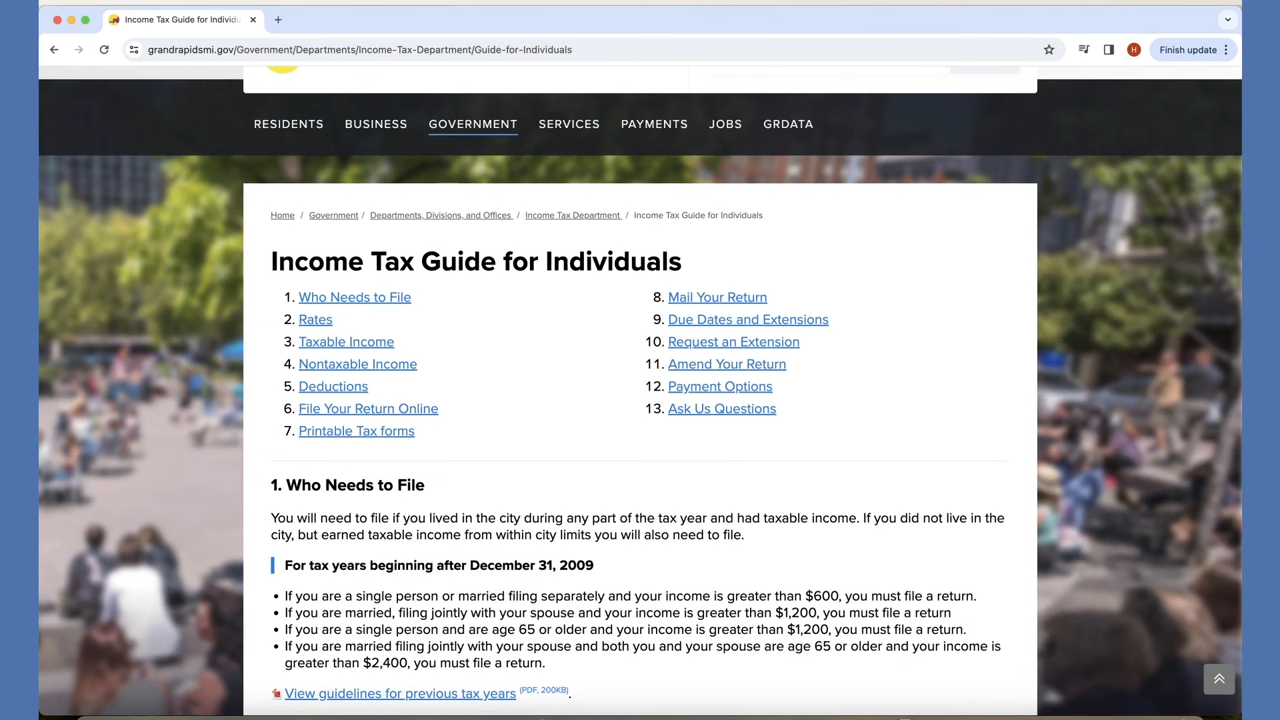 Income Tax Guide for Individu
grandrapidsmi.gov/Government/Departments/Income-Tax-Department/Guide-for-Individuals
H
Finish update
RESIDENTS BUSINESS GOVERNMENT SERVICES PAYMENTS JOBS GRDATA
Home / Government / Departments, Divisions, and Offices / Income Tax Department / Income Tax Guide for Individuals
Income Tax Guide for Individuals
1. Who Needs to File
2. Rates
3. Taxable Income
4. Nontaxable Income
5. Deductions
6. File Your Return Online
7. Printable Tax forms
8. Mail Your Return
9. Due Dates and Extensions
10. Request an Extension
11. Amend Your Return
12. Payment Options
13. Ask Us Questions
1. Who Needs to File
You will need to file if you lived in the city during any part of the tax year and had taxable income. If you did not live in the
city, but earned taxable income from within city limits you will also need to file.
For tax years beginning after December 31, 2009
• If you are a single person or married filing separately and your income is greater than $600, you must file a return.
• If you are married, filing jointly with your spouse and your income is greater than $1,200, you must file a return
• If you are a single person and are age 65 or older and your income is greater than $1,200, you must file a return.
• If you are married filing jointly with your spouse and both you and your spouse are age 65 or older and your income is
greater than $2,400, you must file a return.
View guidelines for previous tax years (PDF, 200KB).